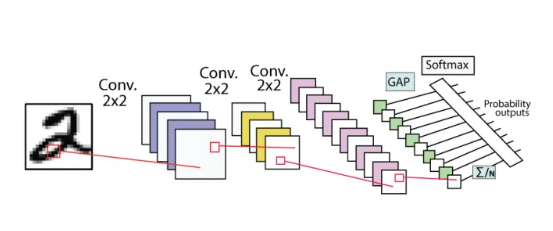 Conv.
2x2
Conv.
2x2
Conv.
2x2
GAP
Softmax
Probability
outputs
Σ/N